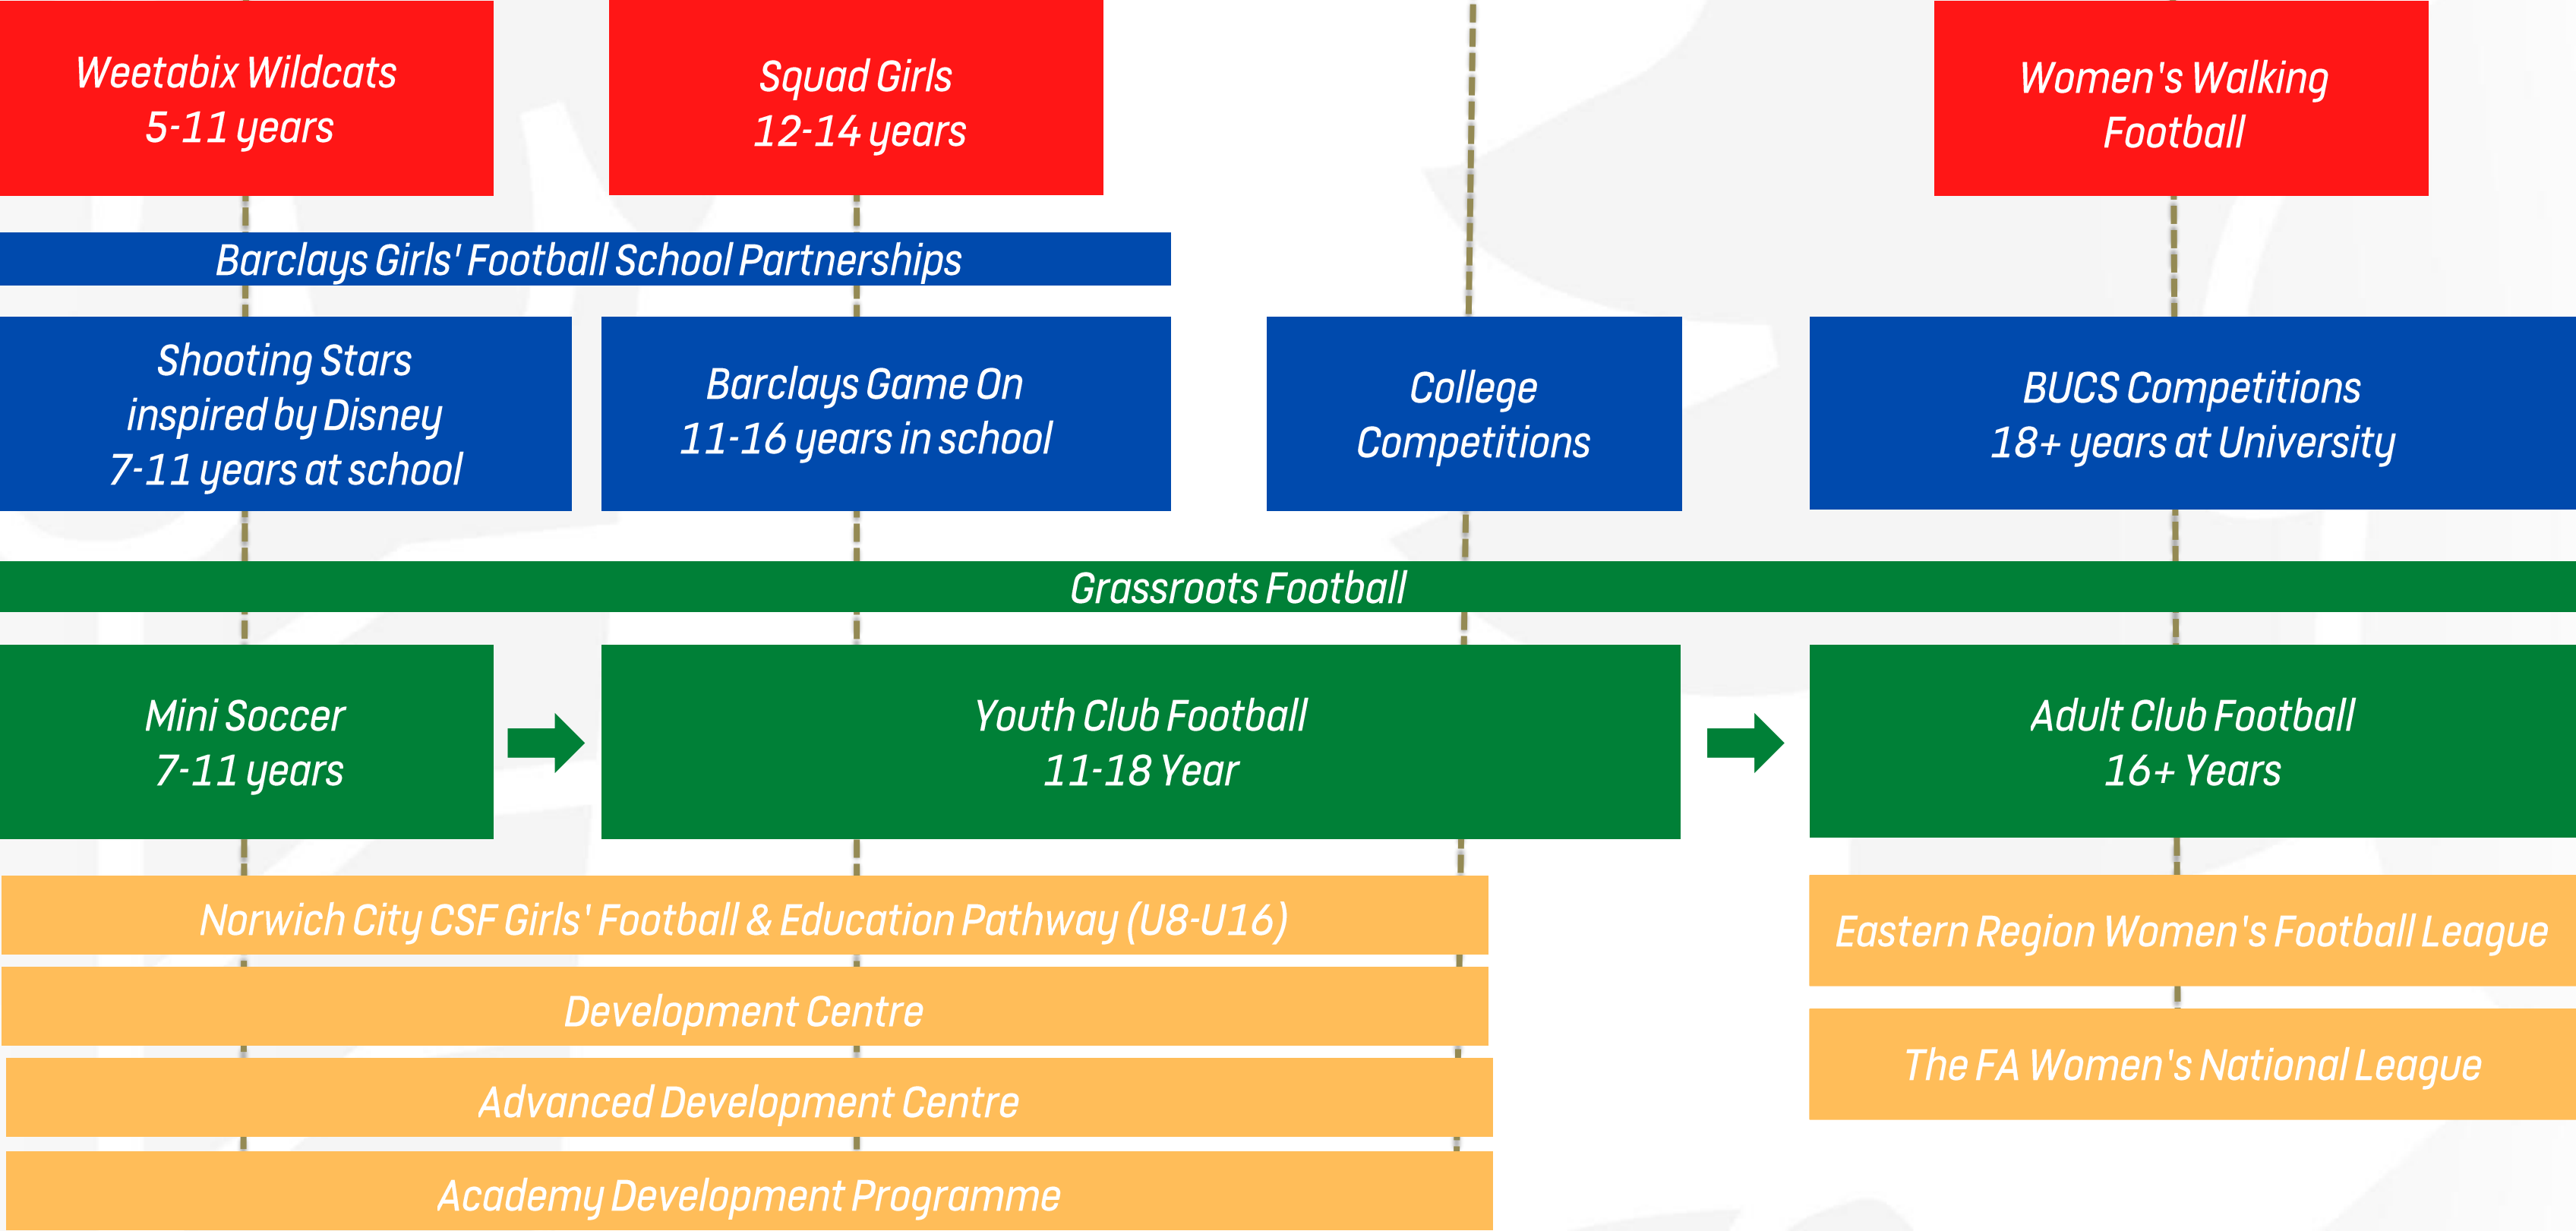 Weetabix Wildcats
5-11 years
Squad Girls
12-14 years
Women's Walking
Football
Barclays Girls' Football School Partnerships
Shooting Stars
inspired by Disney
7-11 years at school
Barclays Game On
11-16 years in school
College
Competitions
BUCS Competitions
18+ years at University
Grassroots Football
Mini Soccer
7-11 years
Youth Club Football
11-18 Year
Adult Club Football
16+ Years
Norwich City CSF Girls' Football & Education Pathway (U8-U16)
Development Centre
Advanced Development Centre
Academy Development Programme
Eastern Region Women's Football League
The FA Women's National League